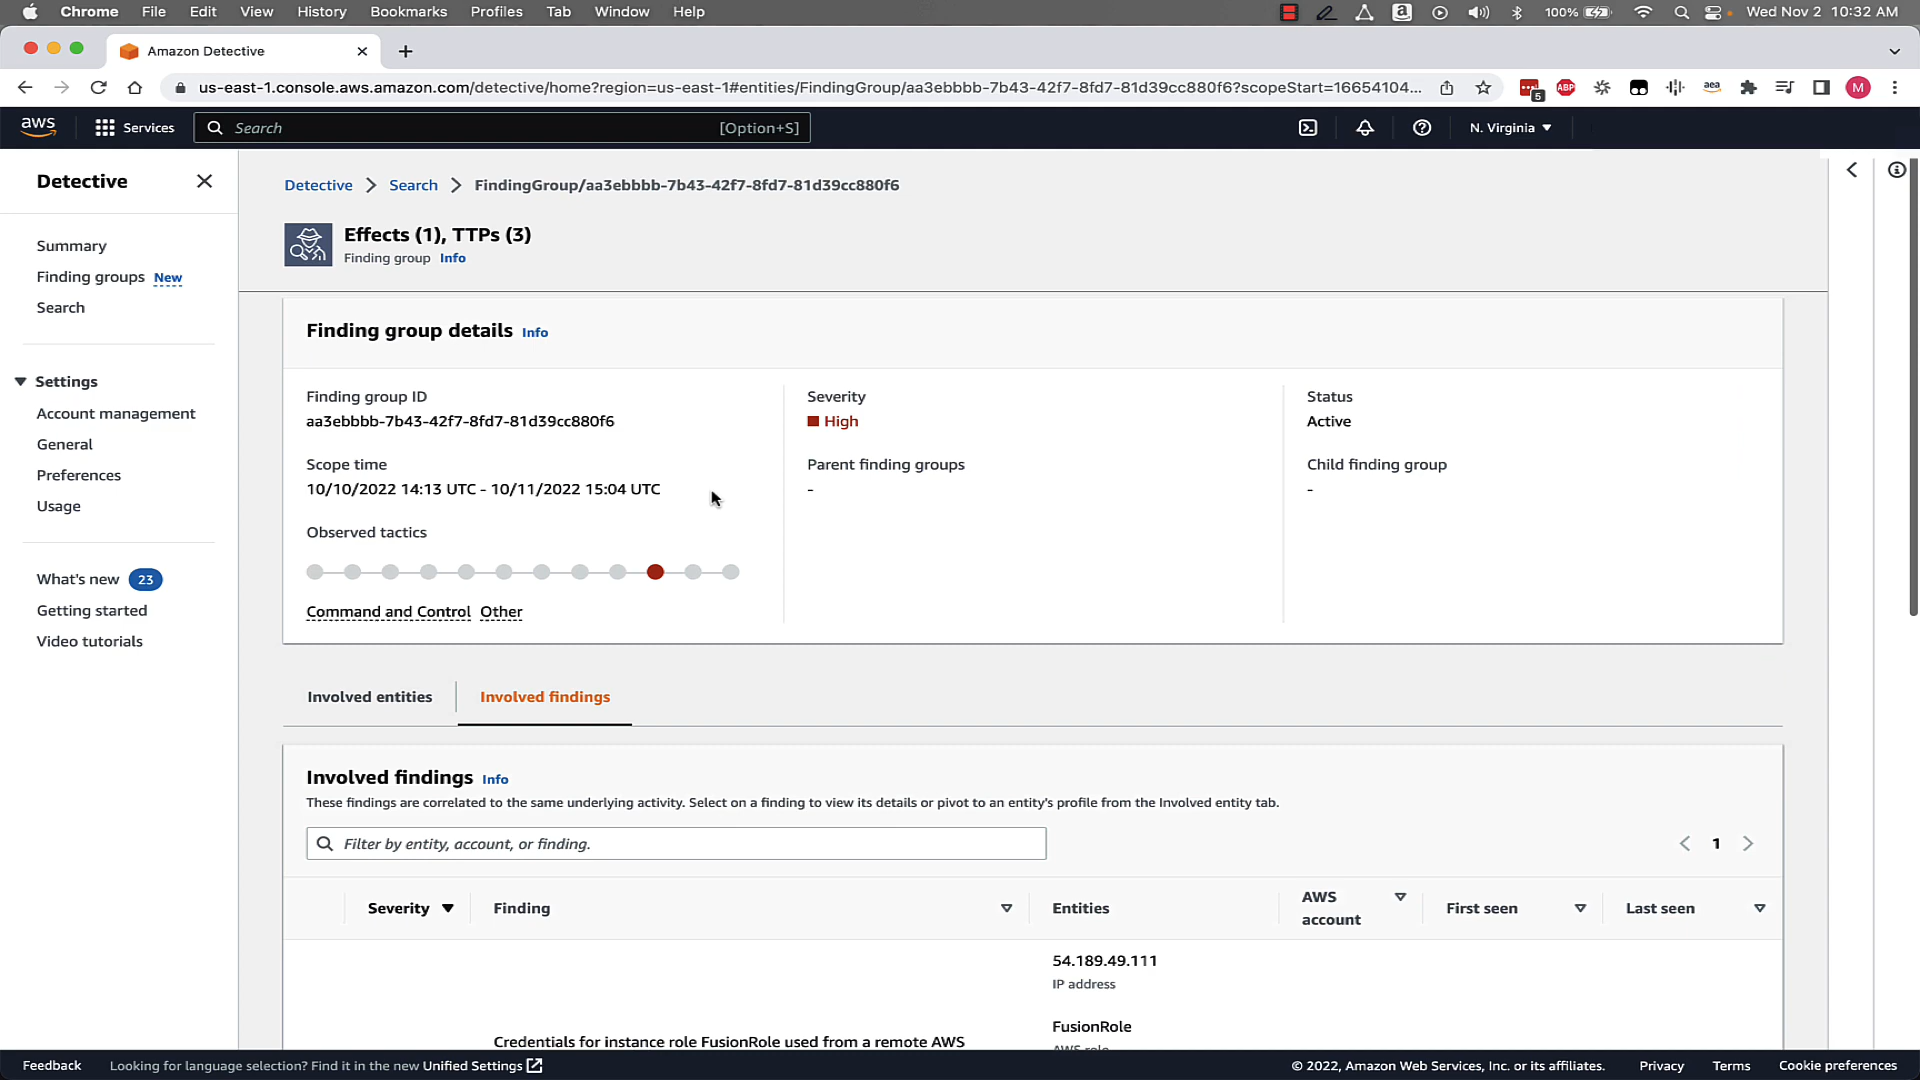 Chrome File Edit View History Bookmarks Profiles Tab Window Help 100% Wed Nov 2 10:32 AM
Amazon Detective
us-east-1.console.aws.amazon.com/detective/home?region=us-east-1#entities/FindingGroup/aa3ebbbb-7b43-42f7-8fd7-81d39cc880f6?scopeStart=16654104... 5 ABP aea M
aws Services Search [Option+S] N. Virginia
Detective
Summary
Finding groups New
Search
Settings
Account management
General
Preferences
Usage
What's new 23
Getting started
Video tutorials
Detective Search FindingGroup/aa3ebbbb-7b43-42f7-8fd7-81d39cc880f6
Effects (1), TTPs (3)
Finding group Info
Finding group details Info
Finding group ID
aa3ebbbb-7b43-42f7-8fd7-81d39cc880f6
Scope time
10/10/2022 14:13 UTC - 10/11/2022 15:04 UTC
Observed tactics
Command and Control Other
Severity
High
Parent finding groups
-
Status
Active
Child finding group
-
Involved entities Involved findings
Involved findings Info
These findings are correlated to the same underlying activity. Select on a finding to view its details or pivot to an entity's profile from the Involved entity tab.
Filter by entity, account, or finding. 1
Severity Finding Entities AWS account First seen Last seen
54.189.49.111
IP address
FusionRole
AWS role
Credentials for instance role FusionRole used from a remote AWS
Feedback Looking for language selection? Find it in the new Unified Settings © 2022, Amazon Web Services, Inc. or its affiliates. Privacy Terms Cookie preferences